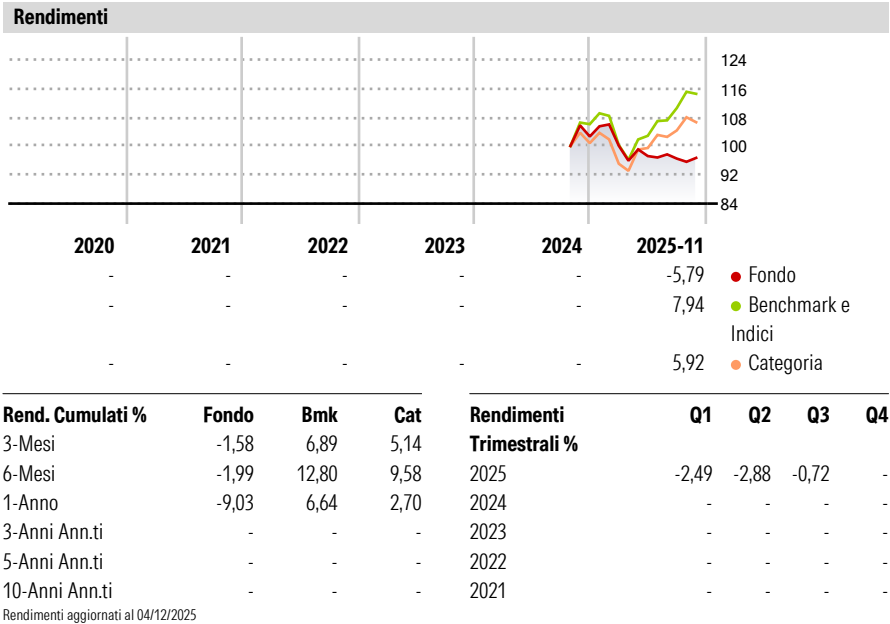 Rendimenti
124
116
108
100
92
84
2020 2021 2022 2023 2024 2025-11
- - - - - -5,79 Fondo
- - - - - 7,94 Benchmark e
Indici
- - - - - 5,92 Categoria
Rend. Cumulati % Fondo Bmk Cat
3-Mesi -1,58 6,89 5,14
6-Mesi -1,99 12,80 9,58
1-Anno -9,03 6,64 2,70
3-Anni Ann.ti - - -
5-Anni Ann.ti - - -
10-Anni Ann.ti - - -
Rendimenti Q1 Q2 Q3 Q4
Trimestrali %
2025 -2,49 -2,88 -0,72 -
2024 - - - -
2023 - - - -
2022 - - - -
2021 - - - -
Rendimenti aggiornati al 04/12/2025